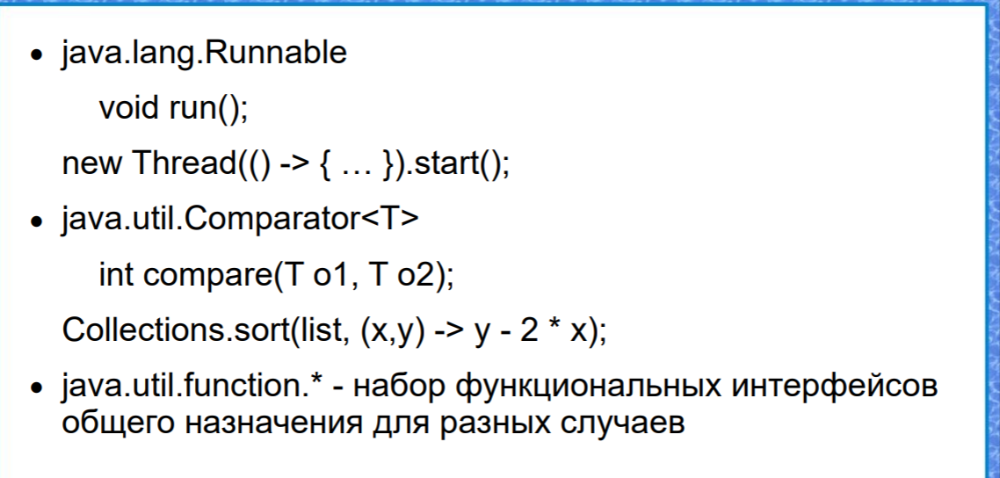 • java.lang.Runnable
void run();
new Thread(() -> { … }).start();
• java.util.Comparator<T>
int compare(T o1, T o2);
Collections.sort(list, (x,y) -> y - 2 * x);
• java.util.function.* - набор функциональных интерфейсов
общего назначения для разных случаев